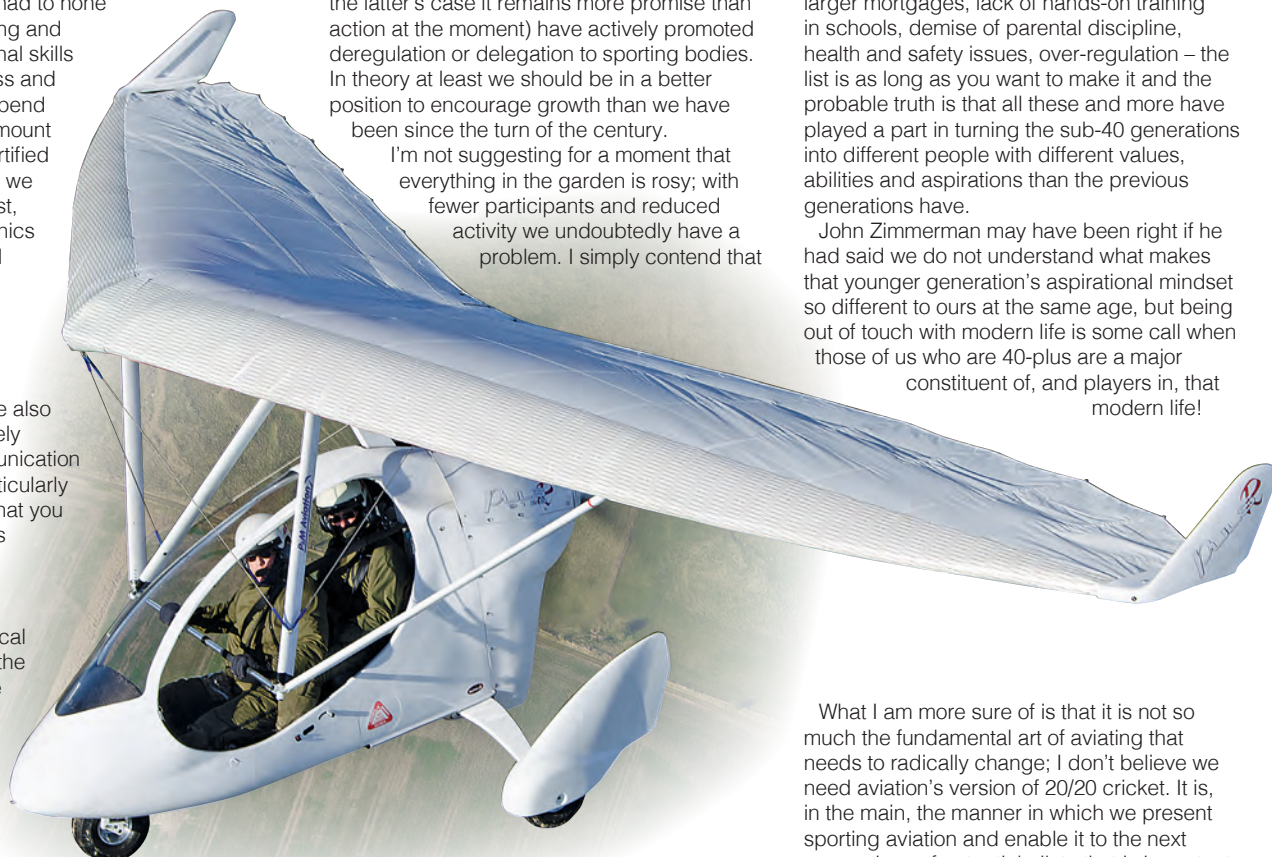 had to none
ng and
nal skills
ss and
pend
mount
rtified
we
st,
nics
e also
ely
unication
ticularly
hat you
s
cal
the
e
the latter's case it remains more promise than
action at the moment) have actively promoted
deregulation or delegation to sporting bodies.
In theory at least we should be in a better
position to encourage growth than we have
been since the turn of the century.
I'm not suggesting for a moment that
everything in the garden is rosy; with
fewer participants and reduced
activity we undoubtedly have a
problem. I simply contend that
larger mortgages, lack of hands-on training
in schools, demise of parental discipline,
health and safety issues, over-regulation – the
list is as long as you want to make it and the
probable truth is that all these and more have
played a part in turning the sub-40 generations
into different people with different values,
abilities and aspirations than the previous
generations have.
John Zimmerman may have been right if he
had said we do not understand what makes
that younger generation's aspirational mindset
so different to ours at the same age, but being
out of touch with modern life is some call when
those of us who are 40-plus are a major
constituent of, and players in, that
modern life!
What I am more sure of is that it is not so
much the fundamental art of aviating that
needs to radically change; I don't believe we
need aviation's version of 20/20 cricket. It is,
in the main, the manner in which we present
sporting aviation and enable it to the next
P&M Aviation